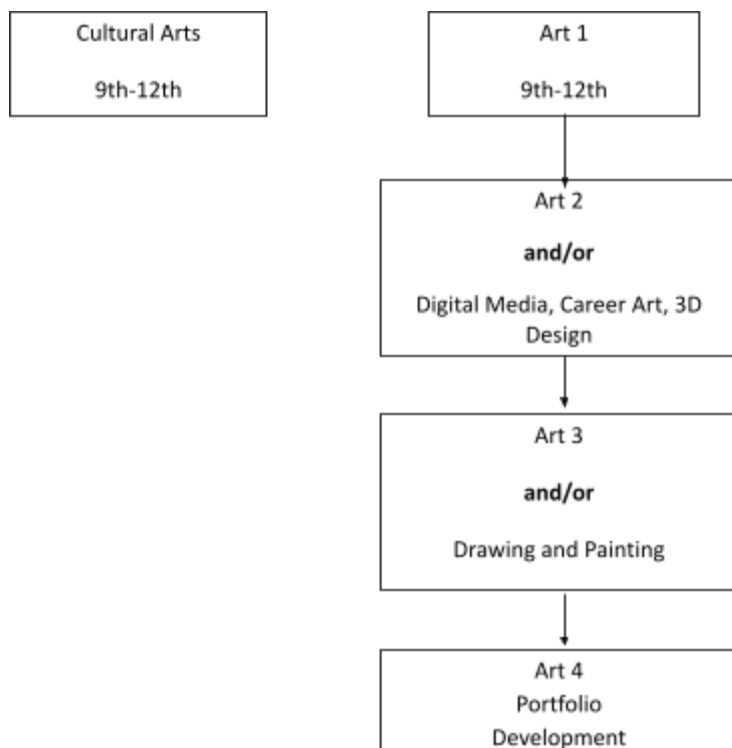 Cultural Arts
9th-12th
Art 1
9th-12th
Art 2
and/or
Digital Media, Career Art, 3D
Design
Art 3
and/or
Drawing and Painting
Art 4
Portfolio
Development